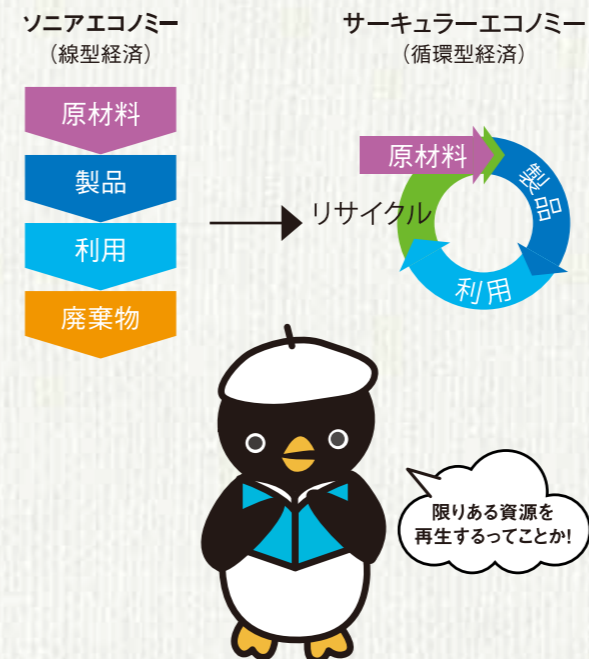 ソニアエコノミー
（線型経済）
原材料
製品
利用
廃棄物
サーキュラーエコノミー
（循環型経済）
原材料
製品
利用
リサイクル
限りある資源を
再生するってことか!